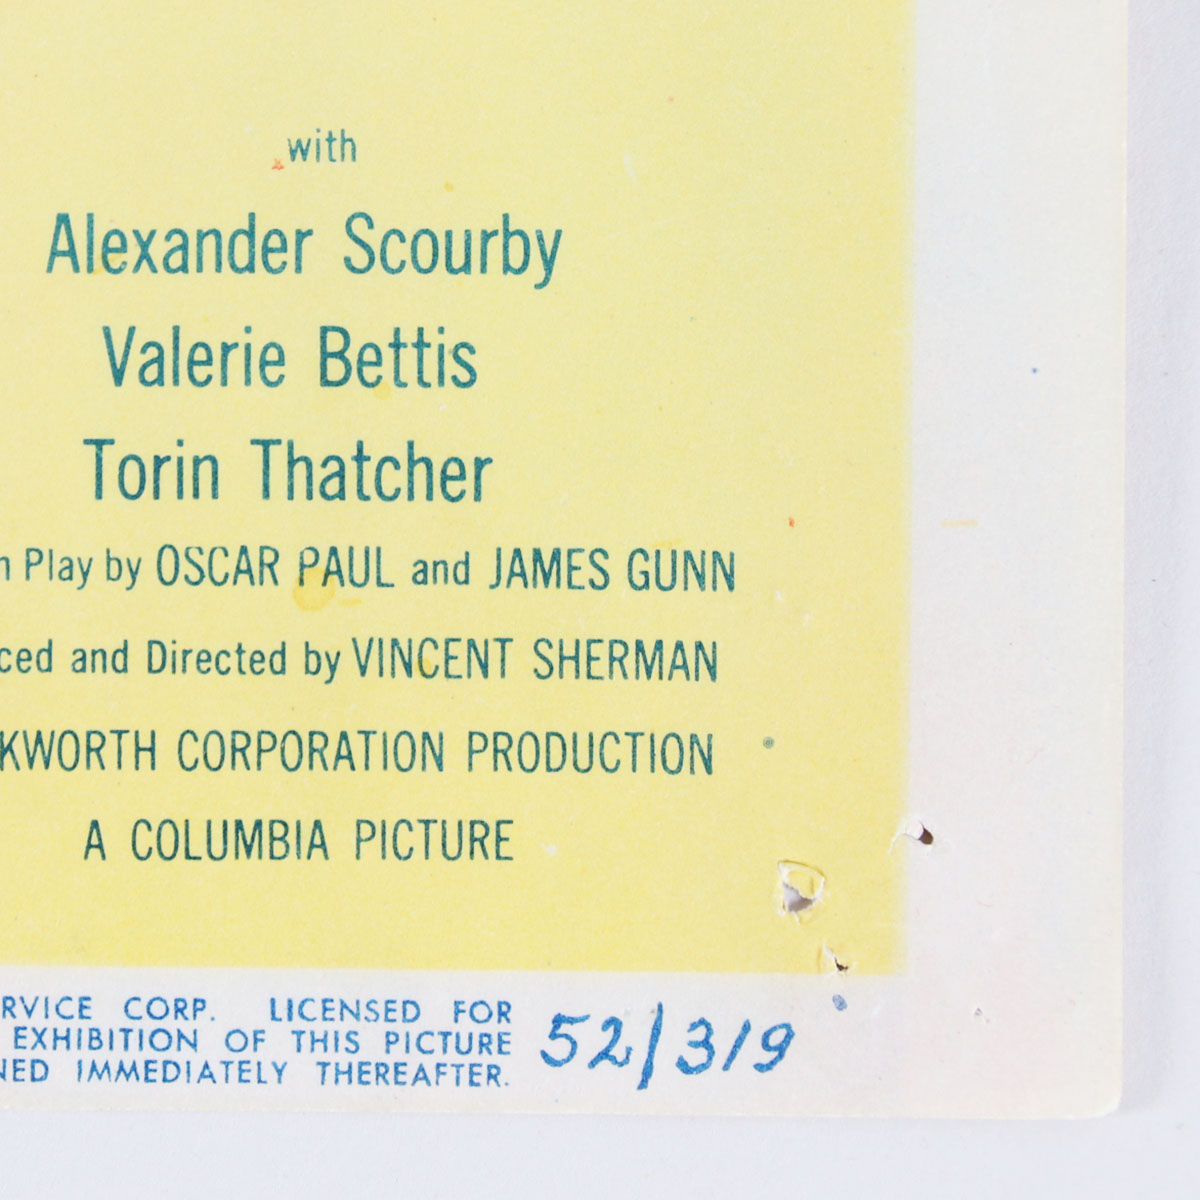 with
Alexander Scourby
Valerie Bettis
Torin Thatcher
n Play by OSCAR PAUL and JAMES GUNN
ced and Directed by VINCENT SHERMAN
KWORTH CORPORATION PRODUCTION
A COLUMBIA PICTURE
RVICE CORP. LICENSED FOR
EXHIBITION OF THIS PICTURE
NED IMMEDIATELY THEREAFTER.
52/319